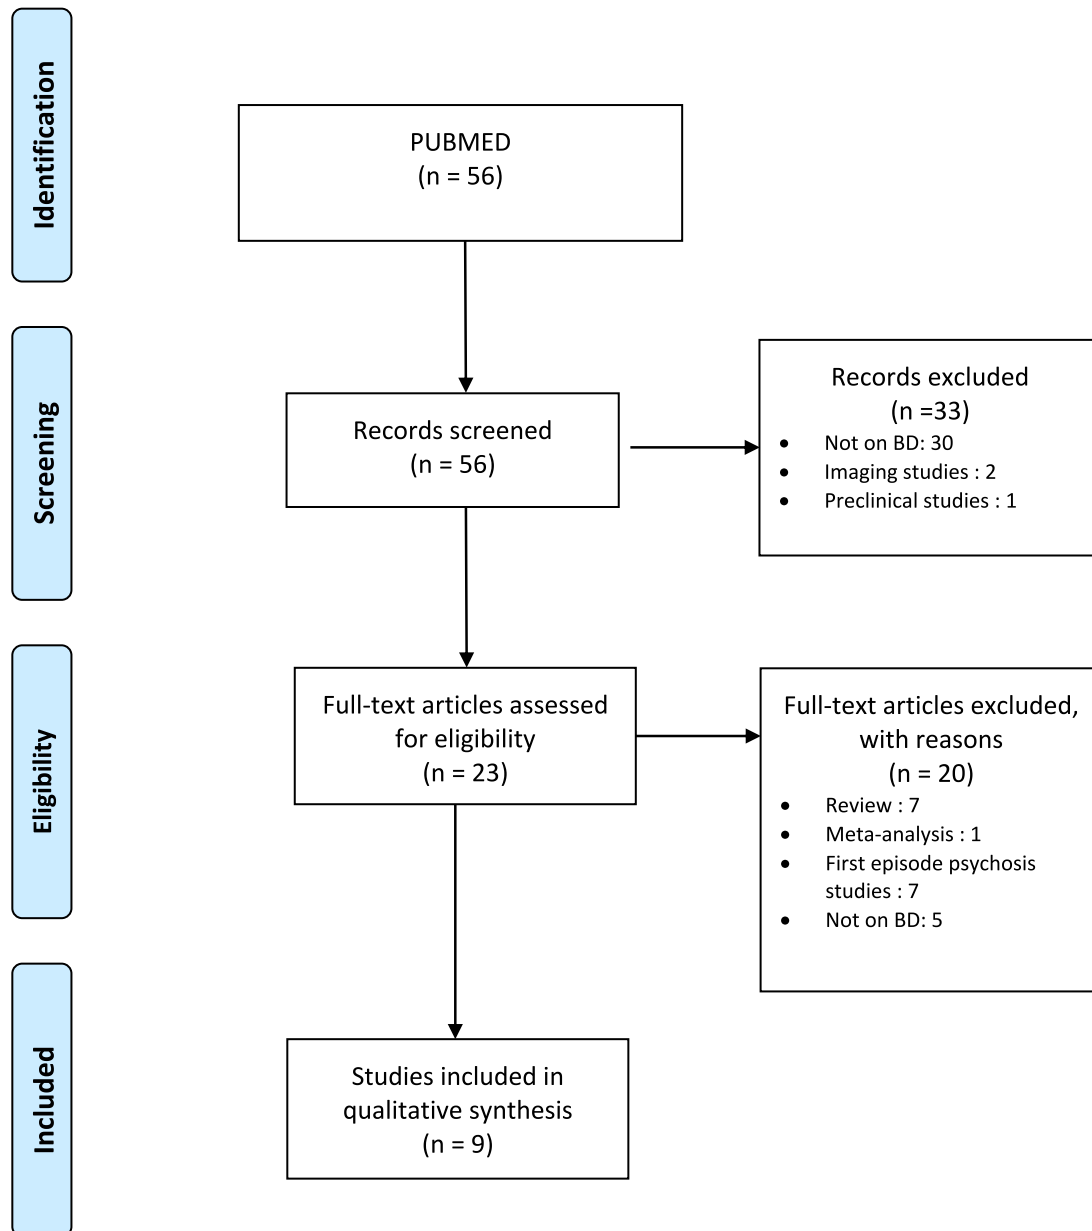 Identification
PUBMED
(n = 56)
Screening
Records screened
(n = 56)
Records excluded
(n =33)
• Not on BD: 30
• Imaging studies : 2
• Preclinical studies : 1
Eligibility
Full-text articles assessed
for eligibility
(n = 23)
Full-text articles excluded,
with reasons
(n = 20)
• Review : 7
• Meta-analysis : 1
• First episode psychosis
studies : 7
• Not on BD: 5
Included
Studies included in
qualitative synthesis
(n = 9)